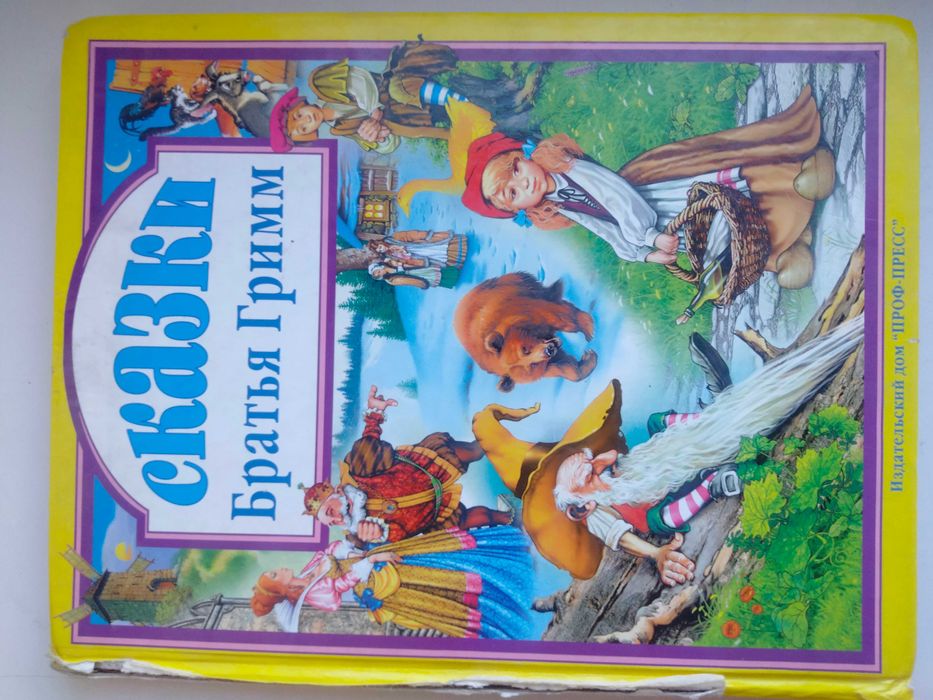 сказки
Братья Гримм
Издательский дом "ПРОФ-ПРЕСС"